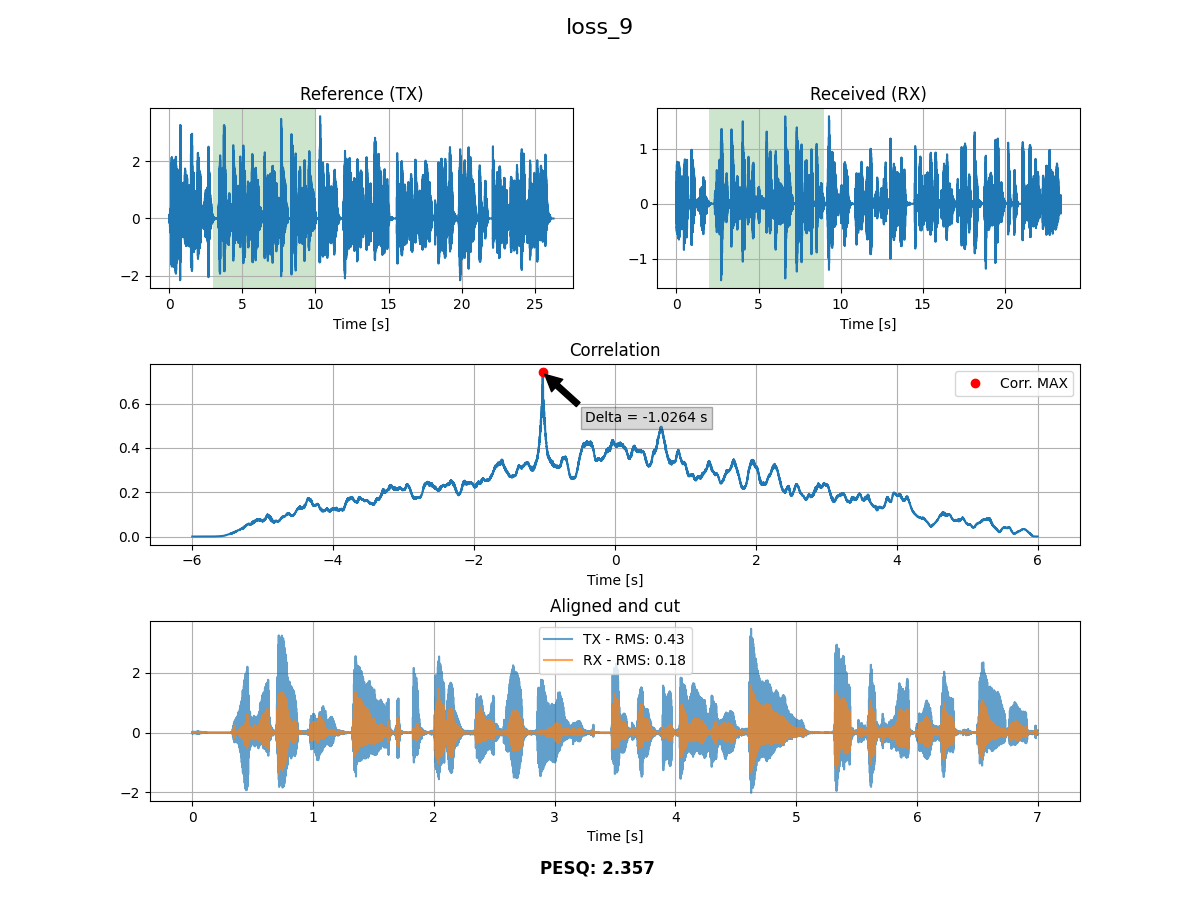 loss_9
Reference (TX)
Received (RX)
2
0
−2
0 5 10 15 20 25
Time [s]
1
0
−1
0 5 10 15 20
Time [s]
Correlation
0.6
0.4
0.2
0.0
Corr. MAX
Delta = -1.0264 s
−6 −4 −2 0 2 4 6
Time [s]
Aligned and cut
2
0
−2
TX - RMS: 0.43
RX - RMS: 0.18
0 1 2 3 4 5 6 7
Time [s]
PESQ: 2.357